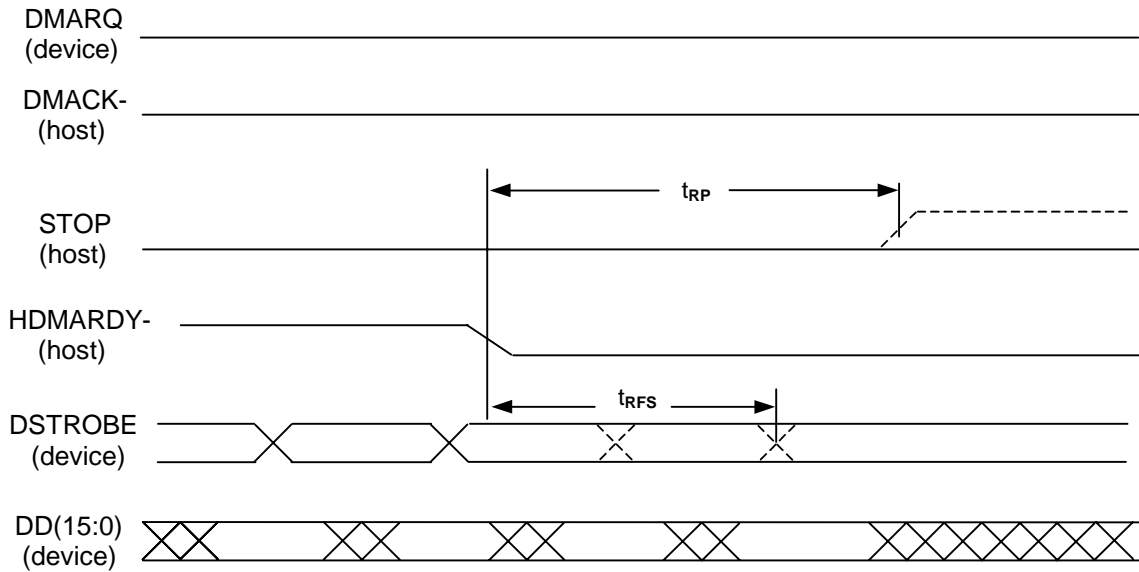 DMARQ
(device)
DMACK-
(host)
tRP
STOP
(host)
HDMARDY-
(host)
tRFS
DSTROBE
(device)
DD(15:0)
(device)